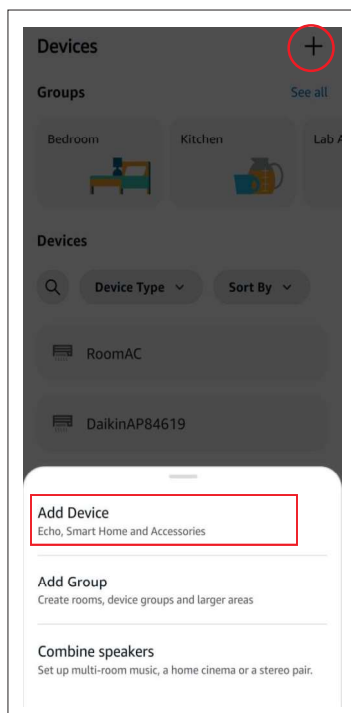 Devices
Groups See all
Bedroom Kitchen Lab A
Devices
Device Type Sort By
RoomAC
DaikinAP84619
Add Device
Echo, Smart Home and Accessories
Add Group
Create rooms, device groups and larger areas
Combine speakers
Set up multi-room music, a home cinema or a stereo pair.